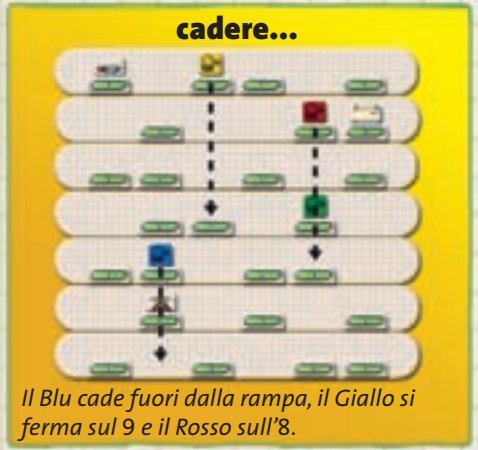 cadere...
Il Blu cade fuori dalla rampa, il Giallo si
ferma sul 9 e il Rosso sull'8.